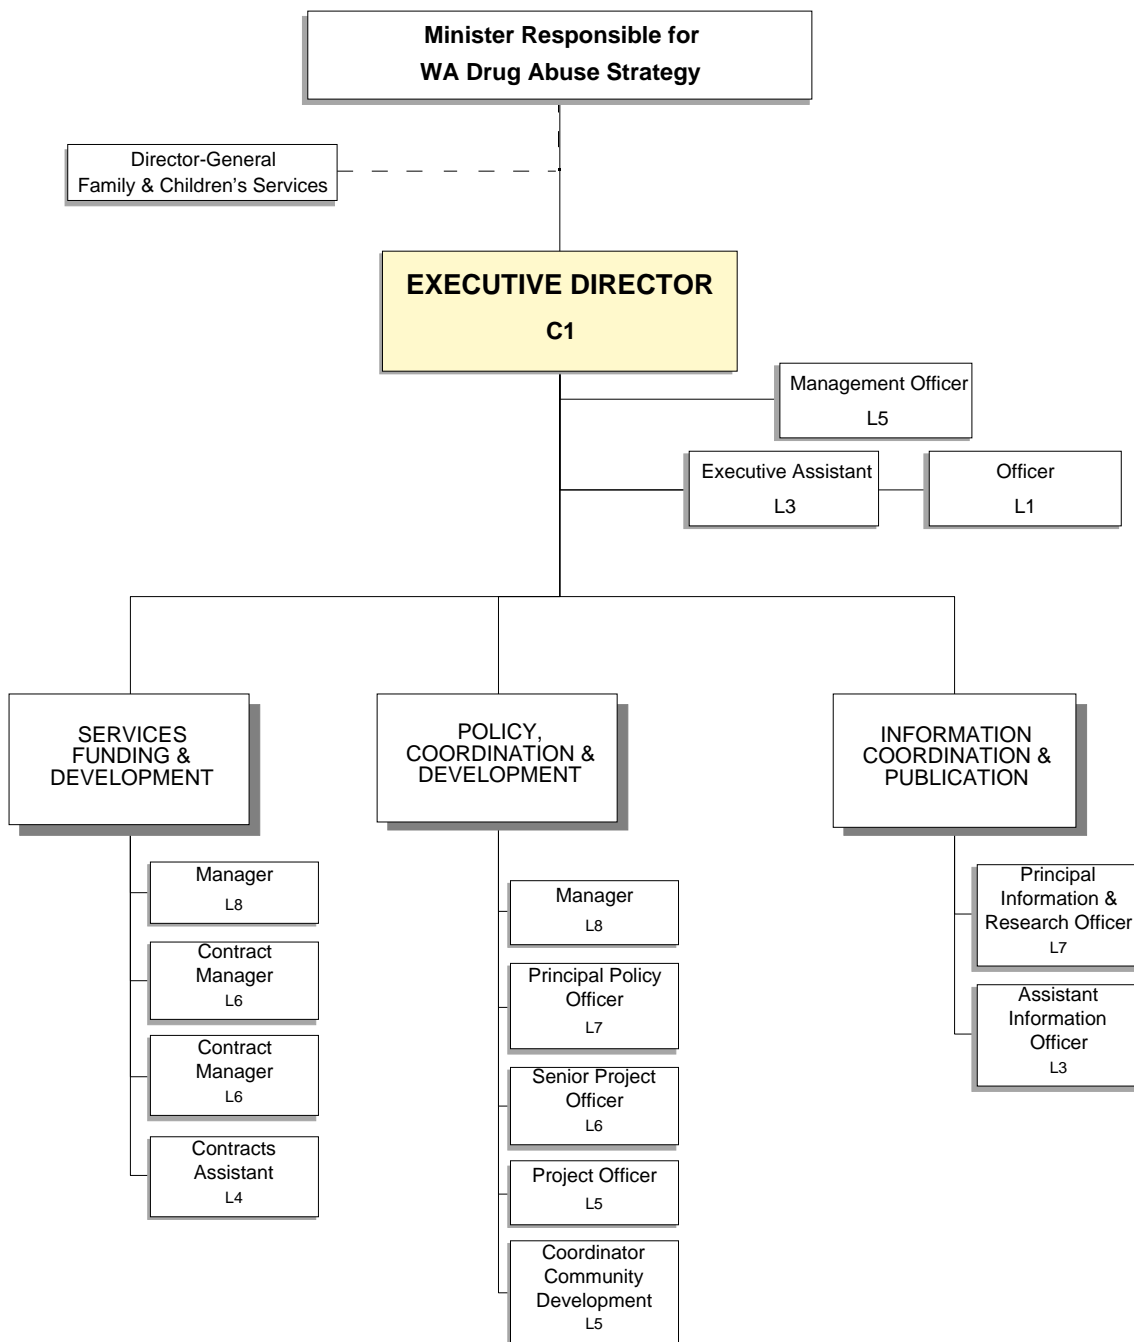 Minister Responsible for
WA Drug Abuse Strategy
Director-General
Family & Children's Services
EXECUTIVE DIRECTOR
C1
Management Officer
L5
Executive Assistant
L3
Officer
L1
SERVICES
FUNDING &
DEVELOPMENT
Manager
L8
Contract
Manager
L6
Contract
Manager
L6
Contracts
Assistant
L4
POLICY,
COORDINATION &
DEVELOPMENT
Manager
L8
Principal Policy
Officer
L7
Senior Project
Officer
L6
Project Officer
L5
Coordinator
Community
Development
L5
INFORMATION
COORDINATION &
PUBLICATION
Principal
Information &
Research Officer
L7
Assistant
Information
Officer
L3